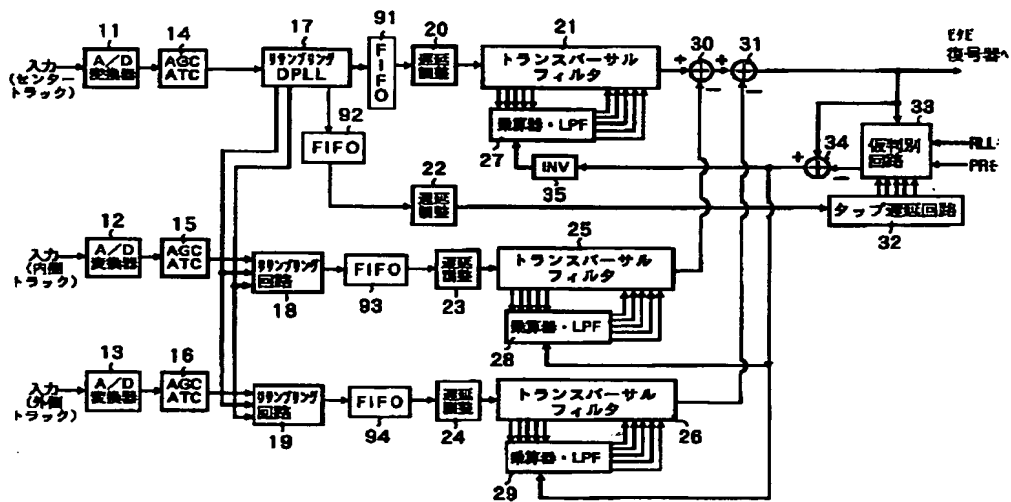 11
14
17
91
20
21
30
31
入力
(センター
トラック)
A/D
変換器
AGC
ATC
リサンプリング
DPLL
FIFO
遅延
調整
トランスバーサル
フィルタ
+
−
+
−
復号器へ
92
FIFO
乗算器・LPF
27
INV
35
22
遅延
調整
34
+
−
33
仮判別
回路
タップ遅延回路
32
12
15
25
入力
(内側
トラック)
A/D
変換器
AGC
ATC
リサンプリング
回路
18
FIFO
93
遅延
調整
23
トランスバーサル
フィルタ
乗算器・LPF
28
13
16
入力
(外側
トラック)
A/D
変換器
AGC
ATC
リサンプリング
回路
19
FIFO
94
遅延
調整
24
トランスバーサル
フィルタ
26
乗算器・LPF
29